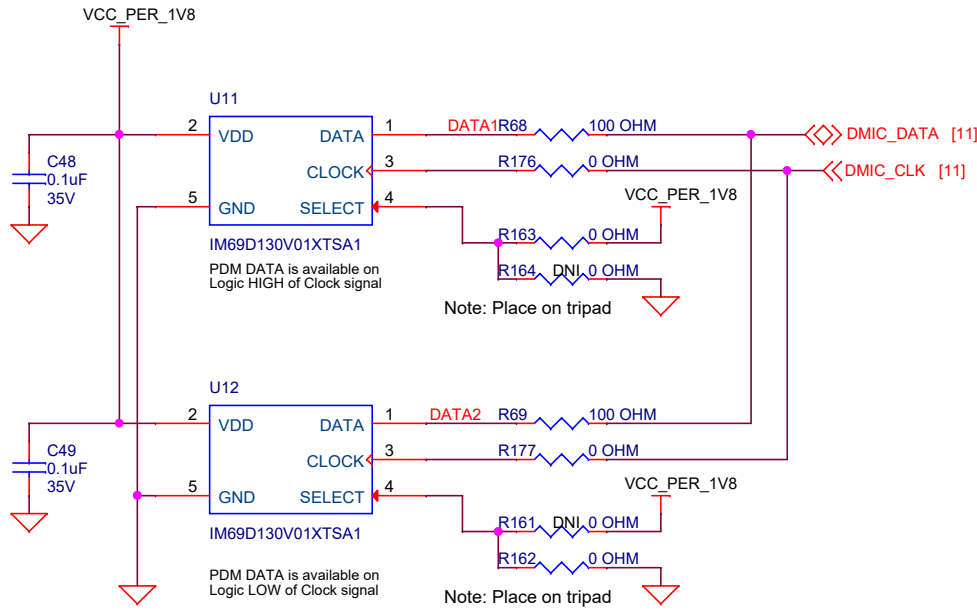 VCC_PER_1V8
U11
2 VDD DATA 1 DATA1 R68 100 OHM DMIC_DATA [11]
CLOCK 3 R176 0 OHM DMIC_CLK [11]
C48
0.1uF
35V
VCC_PER_1V8
5 GND SELECT 4
R163 0 OHM
IM69D130V01XTSA1
PDM DATA is available on
Logic HIGH of Clock signal
R164 DNI 0 OHM
Note: Place on tripad
U12
2 VDD DATA 1 DATA2 R69 100 OHM
CLOCK 3 R177 0 OHM
C49
0.1uF
35V
VCC_PER_1V8
5 GND SELECT 4
R161 DNI 0 OHM
IM69D130V01XTSA1
R162 0 OHM
PDM DATA is available on
Logic LOW of Clock signal
Note: Place on tripad